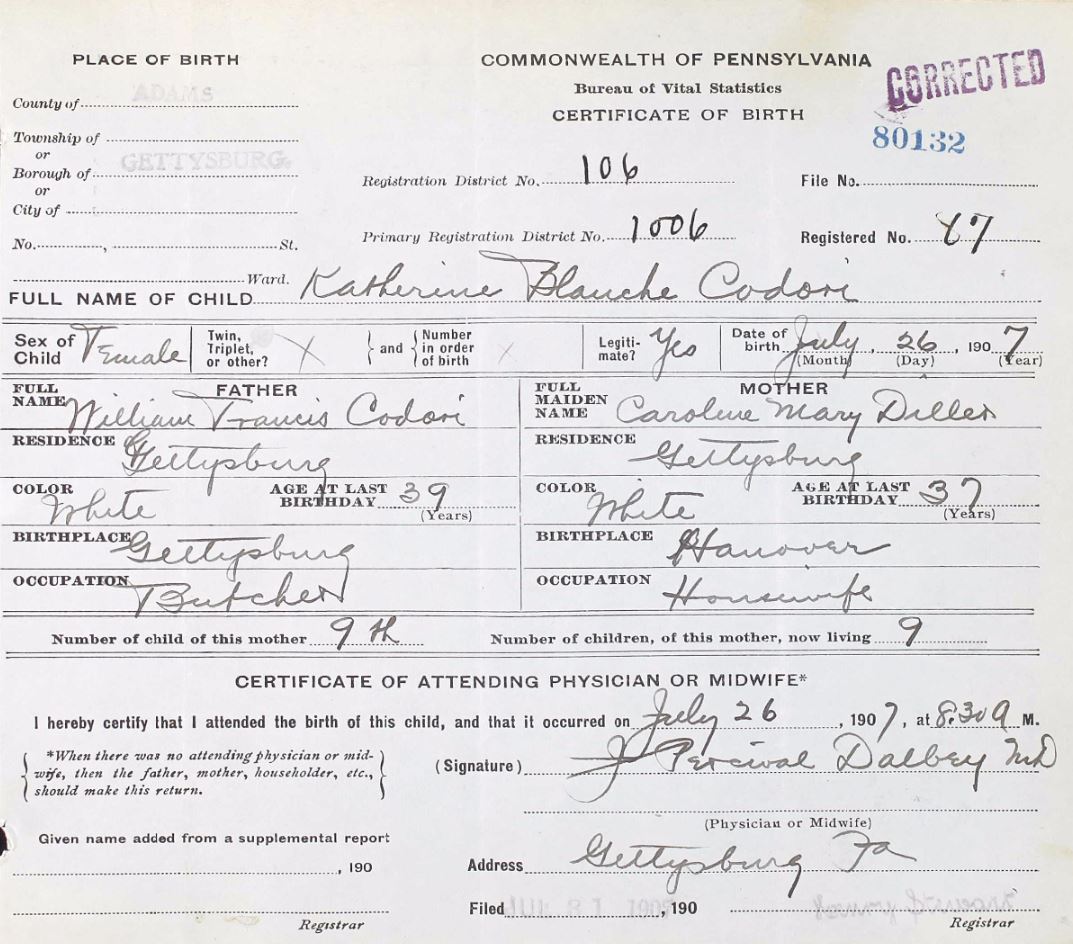 PLACE OF BIRTH
COMMONWEALTH OF PENNSYLVANIA
Bureau of Vital Statistics
CERTIFICATE OF BIRTH
CORRECTED
80132
County of ADAMS
Township of
or
Borough of GETTYSBURG.
or
City of
No. , St.
Ward.
Registration District No. 106
File No.
Primary Registration District No. 1006
Registered No. 67
FULL NAME OF CHILD Katherine Blanche Codori
Sex of Child Female
Twin, Triplet, or other? X
and
Number in order of birth X
Legiti-mate? Yes
Date of birth July, 26, 1907
(Month) (Day) (Year)
FATHER
FULL NAME William Francis Codori
RESIDENCE Gettysburg
COLOR White
AGE AT LAST BIRTHDAY 39
(Years)
BIRTHPLACE Gettysburg
OCCUPATION Butcher
MOTHER
FULL MAIDEN NAME Caroline Mary Diller
RESIDENCE Gettysburg
COLOR White
AGE AT LAST BIRTHDAY 37
(Years)
BIRTHPLACE Hanover
OCCUPATION Housewife
Number of child of this mother 9th
Number of children, of this mother, now living 9
CERTIFICATE OF ATTENDING PHYSICIAN OR MIDWIFE*
I hereby certify that I attended the birth of this child, and that it occurred on July 26, 1907, at 8:30 a M.
*When there was no attending physician or mid-
wife, then the father, mother, householder, etc.,
should make this return.
(Signature) J Percival Dalbey MD
(Physician or Midwife)
Given name added from a supplemental report
, 190
Registrar
Address Gettysburg Pa
Filed JUL 31 1907, 190
Registrar